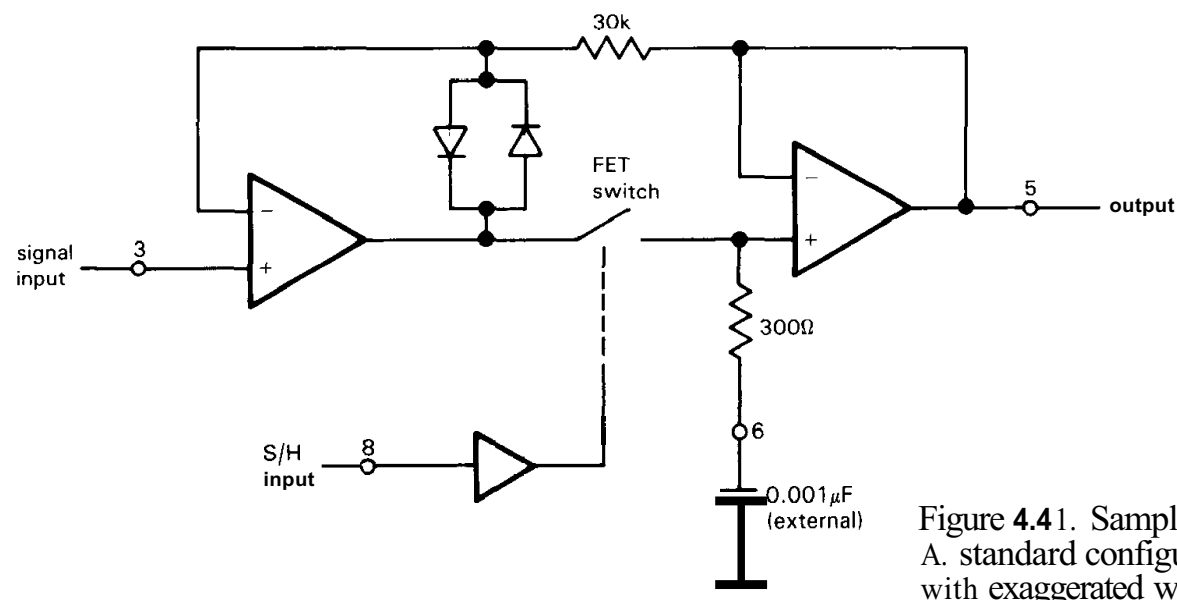 30k
FET
switch
5
output
3
signal
input
300Ω
6
S/H
input
8
0.001μF
(external)
Figure 4.41. Sampl
A. standard configu
with exaggerated w